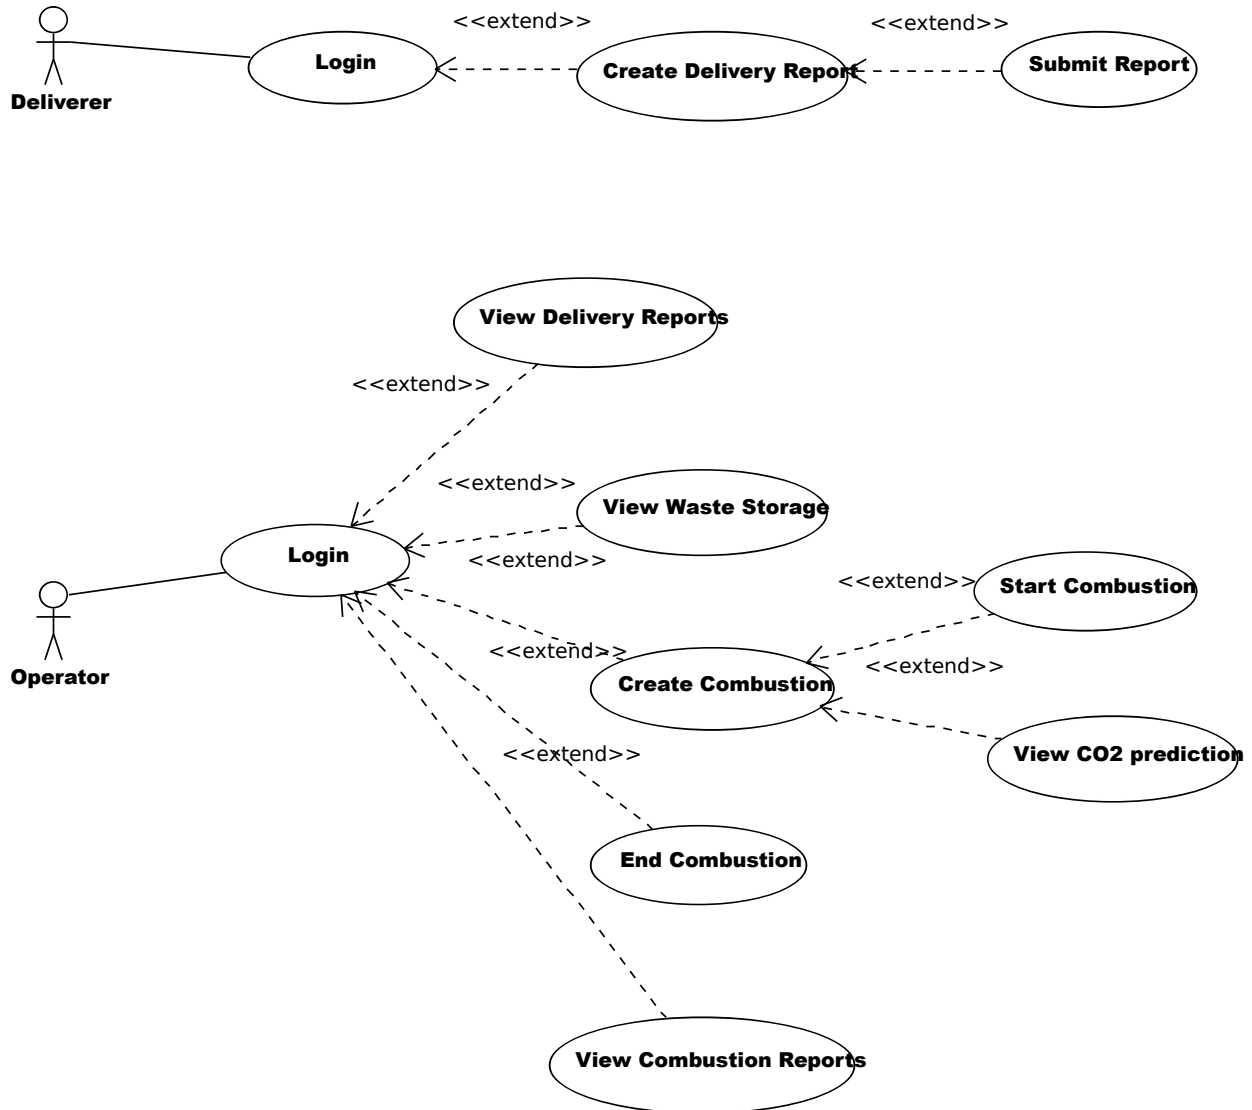 <<extend>>
<<extend>>
Login
Create Delivery Report
Submit Report
Deliverer
View Delivery Reports
<<extend>>
<<extend>>
View Waste Storage
Login
<<extend>>
<<extend>>
Start Combustion
Operator
<<extend>>
<<extend>>
Create Combustion
<<extend>>
View CO2 prediction
End Combustion
View Combustion Reports